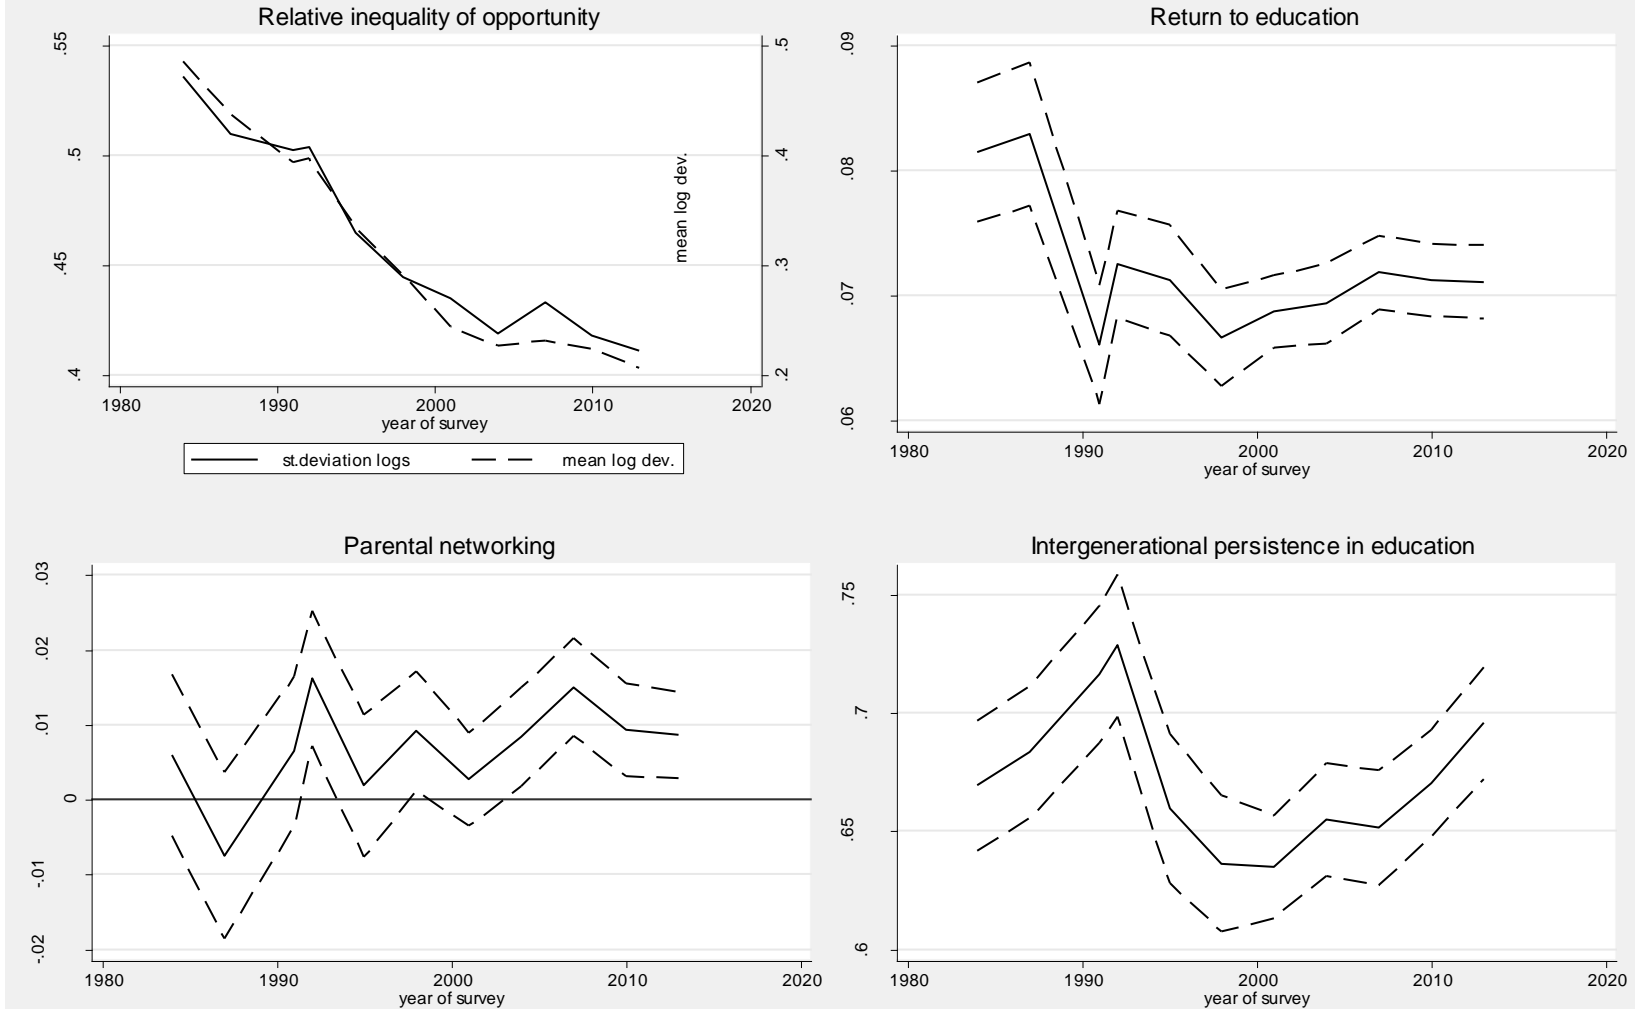 Relative inequality of opportunity
.55
.5
.45
.4
.5
.4
.3
.2
mean log dev.
1980 1990 2000 2010 2020
year of survey
st.deviation logs mean log dev.
Return to education
.09
.08
.07
.06
1980 1990 2000 2010 2020
year of survey
Parental networking
.03
.02
.01
0
-.01
-.02
1980 1990 2000 2010 2020
year of survey
Intergenerational persistence in education
.75
.7
.65
.6
1980 1990 2000 2010 2020
year of survey